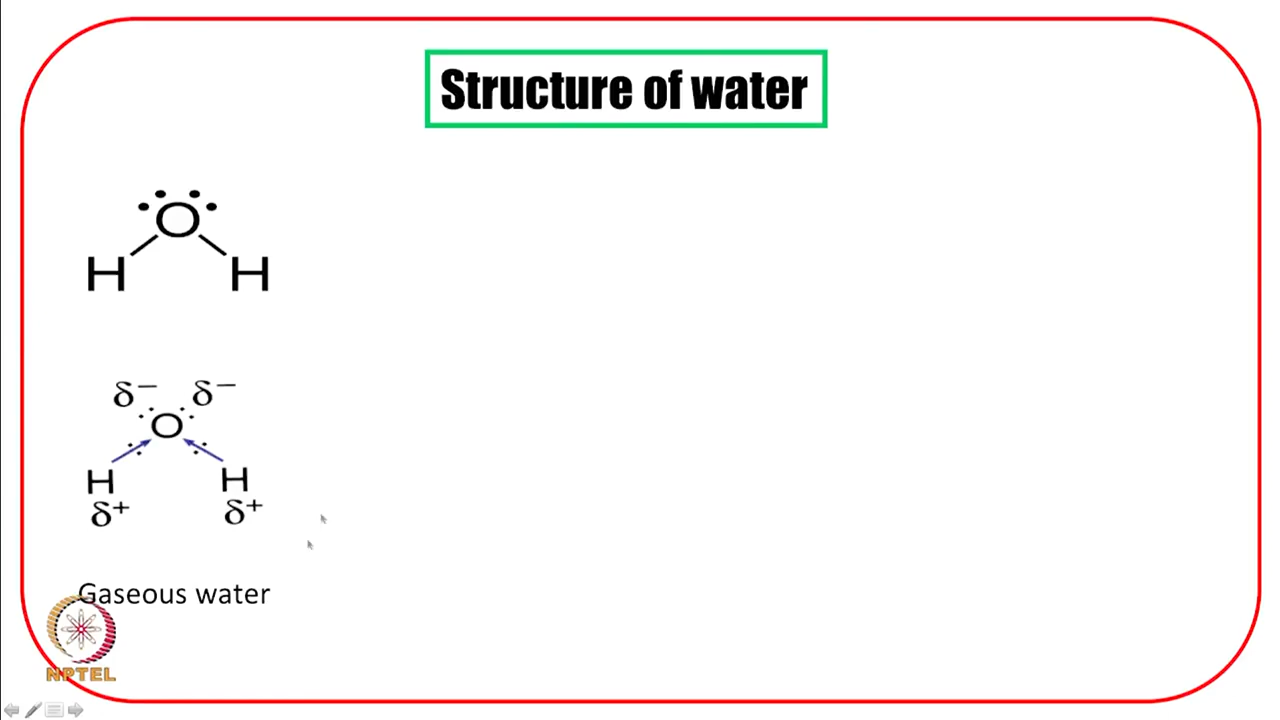 Structure of water
O
H H
δ− δ−
O
H H
δ+ δ+
Gaseous water
NPTEL